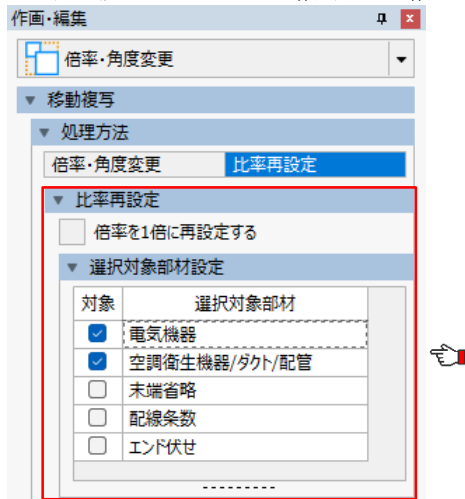 作画・編集
倍率・角度変更
移動複写
処理方法
倍率・角度変更 比率再設定
比率再設定
倍率を1倍に再設定する
選択対象部材設定
対象 選択対象部材
電気機器
空調衛生機器/ダクト/配管
末端省略
配線条数
エンド伏せ